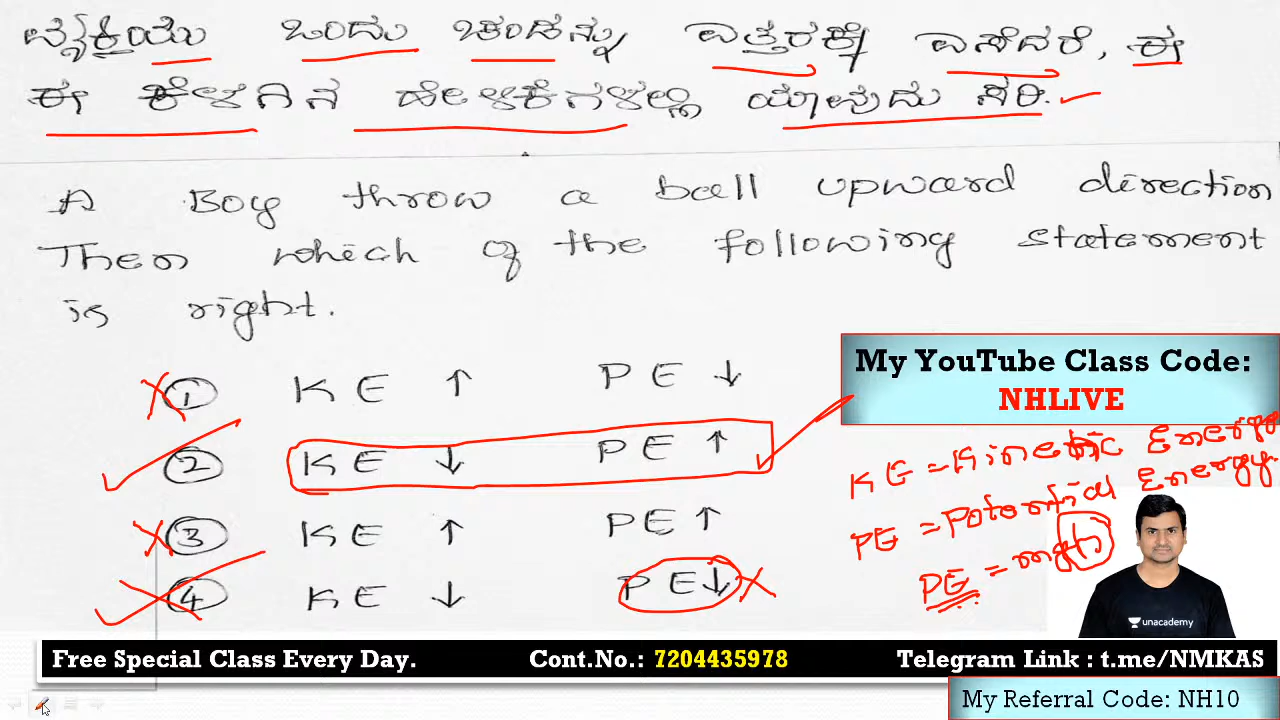 ವ್ಯಕ್ತಿಯು ಒಂದು ಚಂಡನ್ನು ಎತ್ತರಕ್ಕೆ ಎಸೆದರೆ, ಈ
ಈ ಕೆಳಗಿನ ಹೇಳಿಕೆಗಳಲ್ಲಿ ಯಾವುದು ಸರಿ.
A Boy throw a ball upward direction
Then which of the following statement
is right.
1 KE ↑ PE ↓
2 KE ↓ PE ↑
3 KE ↑ PE ↑
4 KE ↓ PE ↓
My YouTube Class Code:
NHLIVE
KE = Kinetic Energy
PE = Potential Energy
PE = mgh
unacademy
Free Special Class Every Day. Cont.No.: 7204435978 Telegram Link : t.me/NMKAS
My Referral Code: NH10